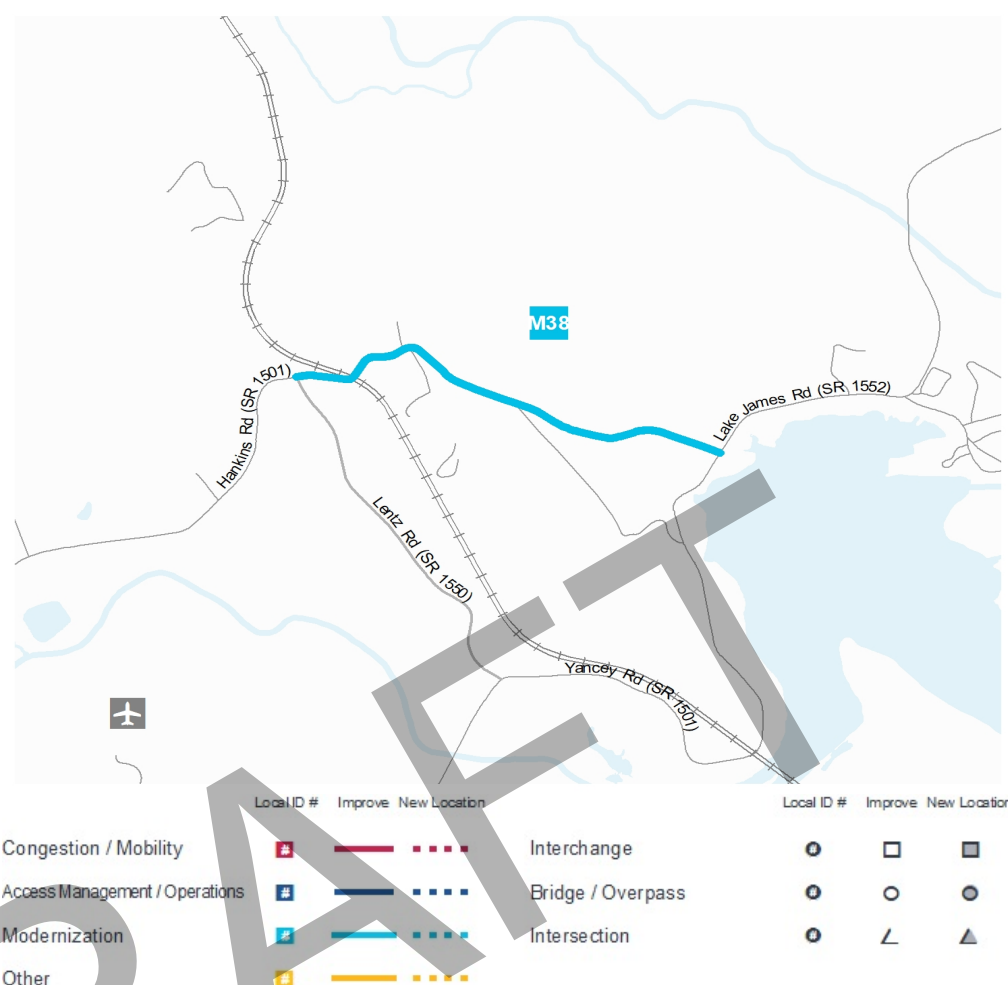 M38
Hankins Rd (SR 1501)
Lake James Rd (SR 1552)
Lentz Rd (SR 1550)
Yancey Rd (SR 1501)
DRAFT
Local ID # Improve New Location Local ID # Improve New Location
Congestion / Mobility # Interchange #
Access Management / Operations # Bridge / Overpass #
Modernization # Intersection #
Other #